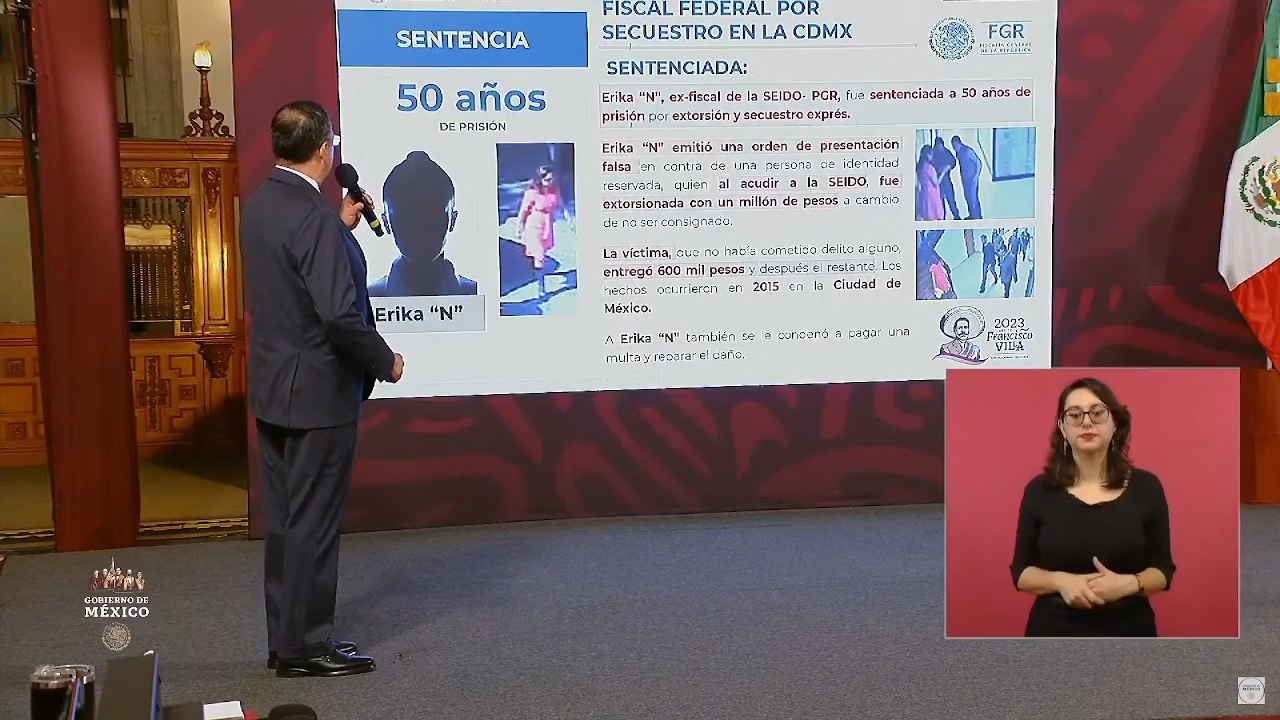 SENTENCIA
50 años
DE PRISIÓN
Erika “N”
FISCAL FEDERAL POR
SECUESTRO EN LA CDMX
FGR
FISCALÍA GENERAL
DE LA REPÚBLICA
SENTENCIADA:
Erika “N”, ex-fiscal de la SEIDO- PGR, fue sentenciada a 50 años de
prisión por extorsión y secuestro exprés.
Erika “N” emitió una orden de presentación
falsa en contra de una persona de identidad
reservada, quien al acudir a la SEIDO, fue
extorsionada con un millón de pesos a cambio
de no ser consignado.
La víctima, que no había cometido delito alguno,
entregó 600 mil pesos y después el restante. Los
hechos ocurrieron en 2015 en la Ciudad de
México.
A Erika “N” también se le condenó a pagar una
multa y reparar el daño.
2023
Francisco
VILLA
GOBIERNO DE
MÉXICO